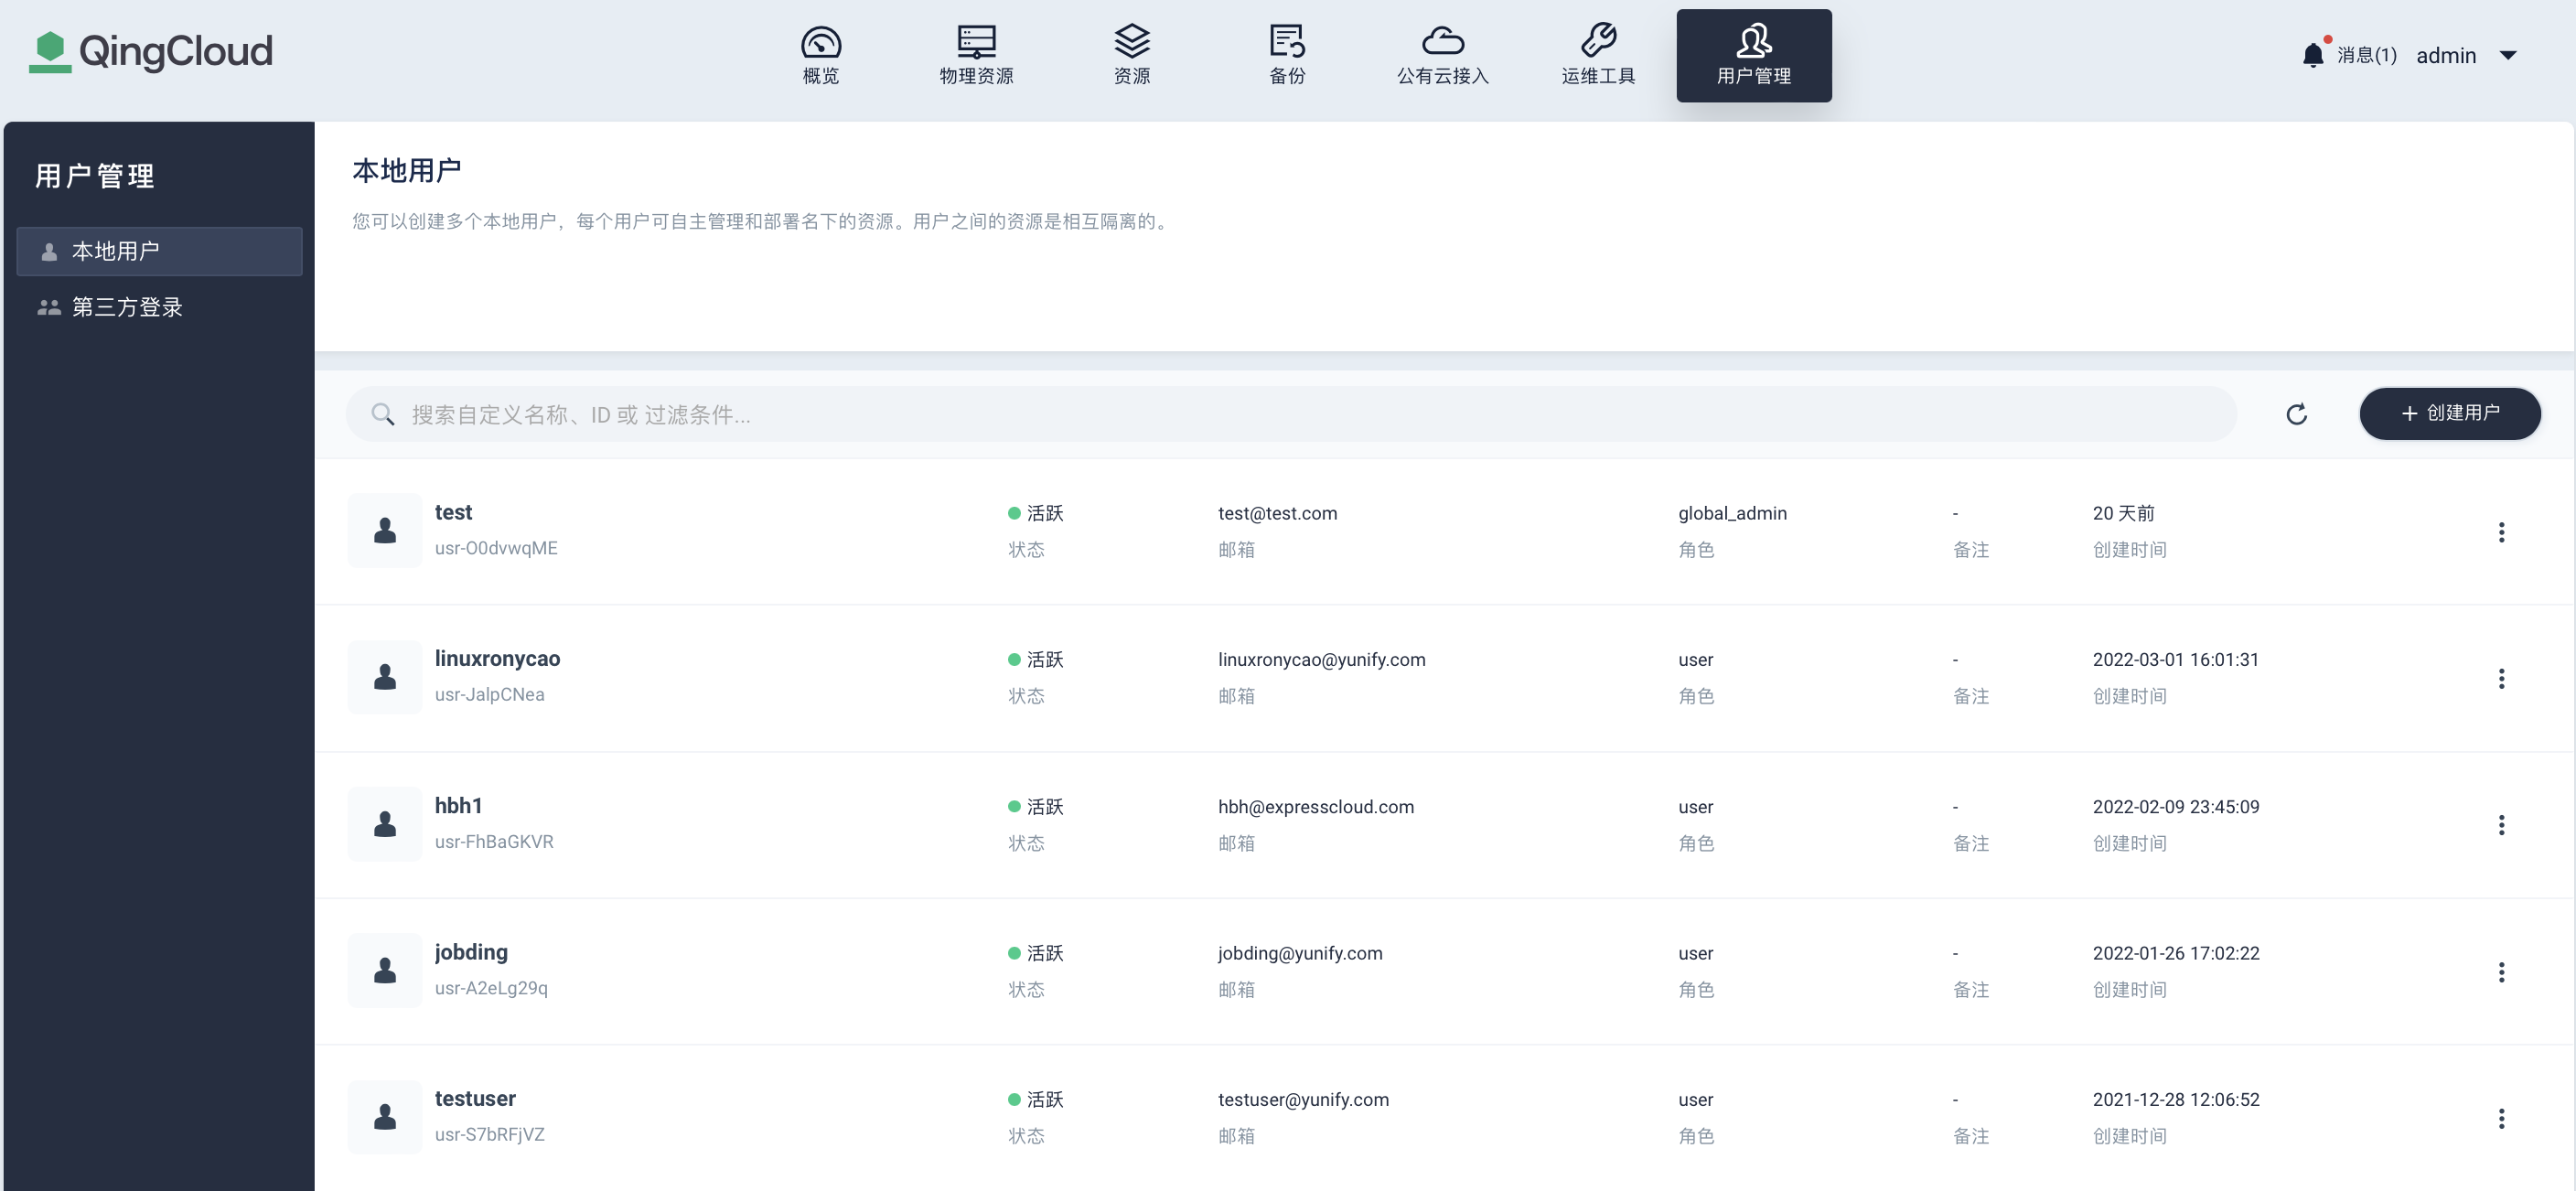 QingCloud
概览
物理资源
资源
备份
公有云接入
运维工具
用户管理
消息(1)
admin
用户管理
本地用户
第三方登录
本地用户
您可以创建多个本地用户，每个用户可自主管理和部署名下的资源。用户之间的资源是相互隔离的。
搜索自定义名称、ID 或 过滤条件...
+ 创建用户
test 活跃 test@test.com global_admin - 20 天前
usr-O0dvwqME 状态 邮箱 角色 备注 创建时间
linuxronycao 活跃 linuxronycao@yunify.com user - 2022-03-01 16:01:31
usr-JalpCNea 状态 邮箱 角色 备注 创建时间
hbh1 活跃 hbh@expresscloud.com user - 2022-02-09 23:45:09
usr-FhBaGKVR 状态 邮箱 角色 备注 创建时间
jobding 活跃 jobding@yunify.com user - 2022-01-26 17:02:22
usr-A2eLg29q 状态 邮箱 角色 备注 创建时间
testuser 活跃 testuser@yunify.com user - 2021-12-28 12:06:52
usr-S7bRFjVZ 状态 邮箱 角色 备注 创建时间